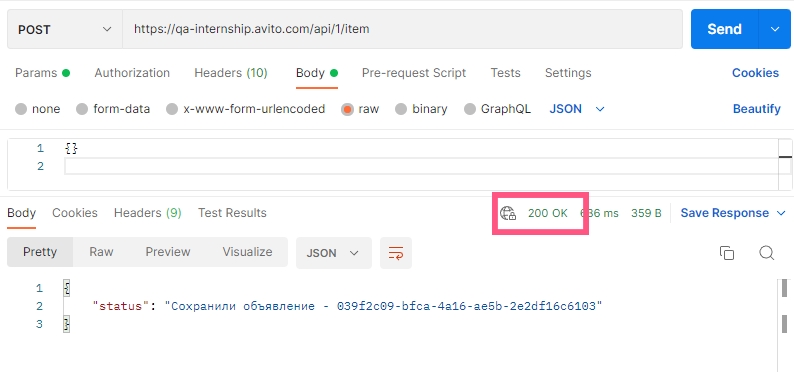 POST https://qa-internship.avito.com/api/1/item Send
Params Authorization Headers (10) Body Pre-request Script Tests Settings Cookies
none form-data x-www-form-urlencoded raw binary GraphQL JSON Beautify
1 {}
2
Body Cookies Headers (9) Test Results 200 OK 636 ms 359 B Save Response
Pretty Raw Preview Visualize JSON
1 {
2 "status": "Сохранили объявление - 039f2c09-bfca-4a16-ae5b-2e2df16c6103"
3 }